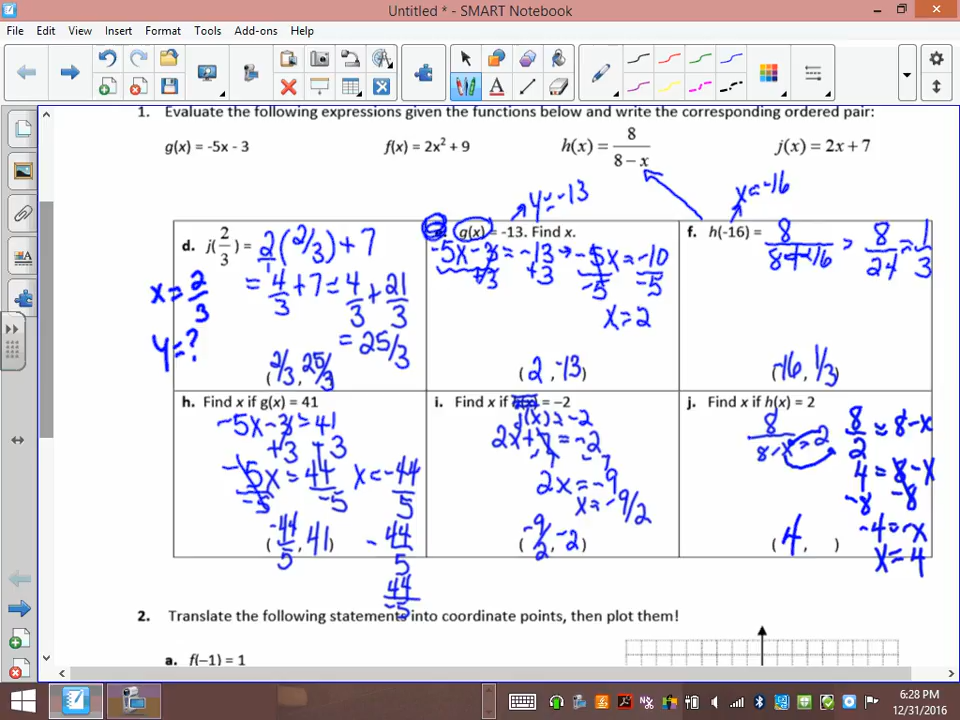 Untitled * - SMART Notebook
File Edit View Insert Format Tools Add-ons Help
1. Evaluate the following expressions given the functions below and write the corresponding ordered pair:
g(x) = -5x - 3 f(x) = 2x² + 9 h(x) = 8/(8 − x) j(x) = 2x + 7
y = -13 x = -16
d. j(2/3) = 2/1(2/3) + 7
= 4/3 + 7 = 4/3 + 21/3
= 25/3
x = 2/3
y = ?
(2/3, 25/3)
g(x) = -13. Find x.
-5x - 3 = -13 → -5x = -10
+3 +3 -5 -5
x = 2
(2, -13)
f. h(-16) = 8/(8+16) = 8/24 = 1/3
(-16, 1/3)
h. Find x if g(x) = 41
-5x - 3 = 41
+3 +3
-5x = 44 x = -44/5
-5 -5
(-44/5, 41)
-44/5
44/-5
i. Find x if = −2
j(x) = -2
2x + 7 = -2
-7 -7
2x = -9
x = -9/2
(-9/2, -2)
j. Find x if h(x) = 2
8/(8-x) = 2 8/2 = 8-x
4 = 8-x
-8 -8
-4 = -x
x = 4
(4, )
2. Translate the following statements into coordinate points, then plot them!
a. f(−1) = 1
6:28 PM
12/31/2016